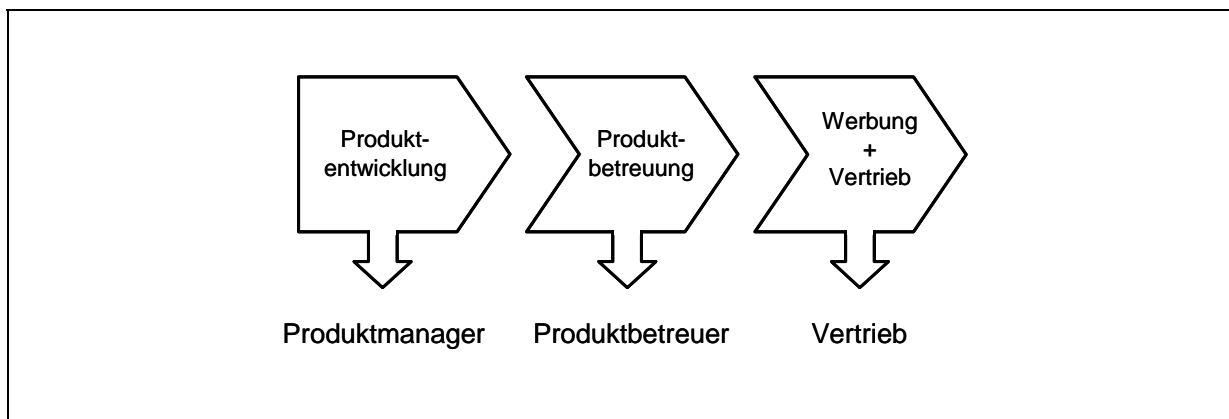 Produkt-
entwicklung
Produkt-
betreuung
Werbung
+
Vertrieb
Produktmanager
Produktbetreuer
Vertrieb